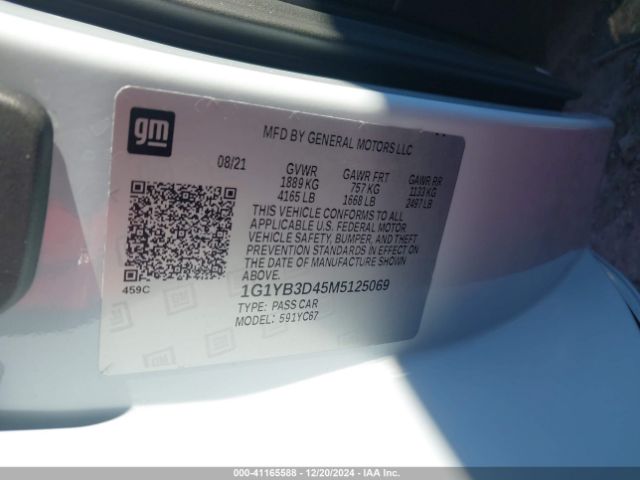 gm
MFD BY GENERAL MOTORS LLC
08/21
GVWR
1889 KG
4165 LB
GAWR FRT
757 KG
1668 LB
GAWR RR
1133 KG
2497 LB
THIS VEHICLE CONFORMS TO ALL
APPLICABLE U.S. FEDERAL MOTOR
VEHICLE SAFETY, BUMPER, AND THEFT
PREVENTION STANDARDS IN EFFECT ON
THE DATE OF MANUFACTURE SHOWN
ABOVE.
459C
1G1YB3D45M5125069
TYPE: PASS CAR
MODEL: 591YC67
000-41165588 - 12/20/2024 - IAA Inc.